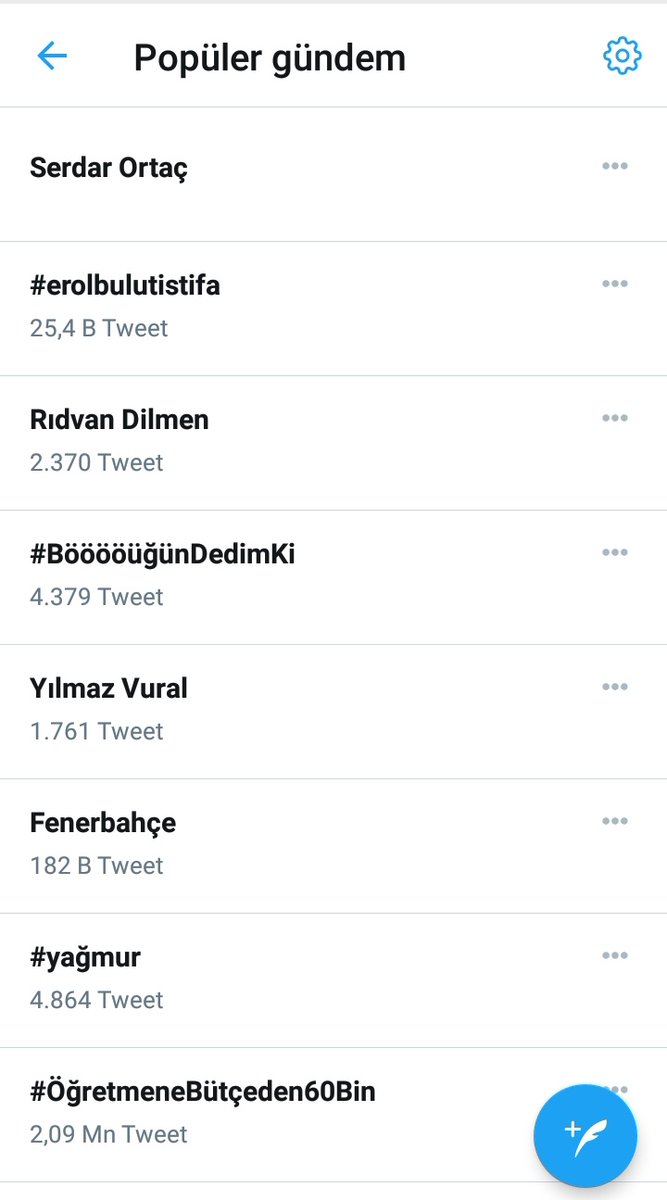 Popüler gündem
Serdar Ortaç
#erolbulutistifa
25,4 B Tweet
Rıdvan Dilmen
2.370 Tweet
#BööööüğünDedimKi
4.379 Tweet
Yılmaz Vural
1.761 Tweet
Fenerbahçe
182 B Tweet
#yağmur
4.864 Tweet
#ÖğretmeneBütçeden60Bin
2,09 Mn Tweet